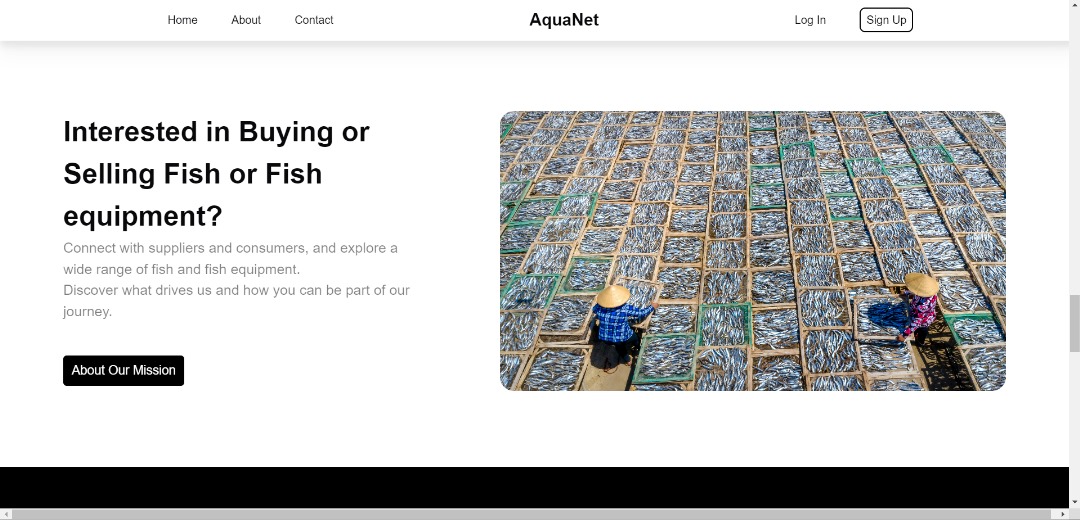 Home About Contact AquaNet Log In Sign Up
Interested in Buying or
Selling Fish or Fish
equipment?
Connect with suppliers and consumers, and explore a
wide range of fish and fish equipment.
Discover what drives us and how you can be part of our
journey.
About Our Mission